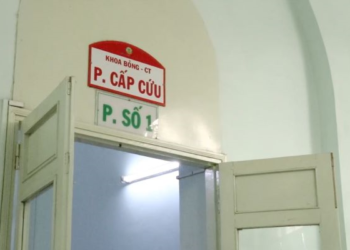 KHOA BỎNG - CT
P. CẤP CỨU
P. SỐ 1